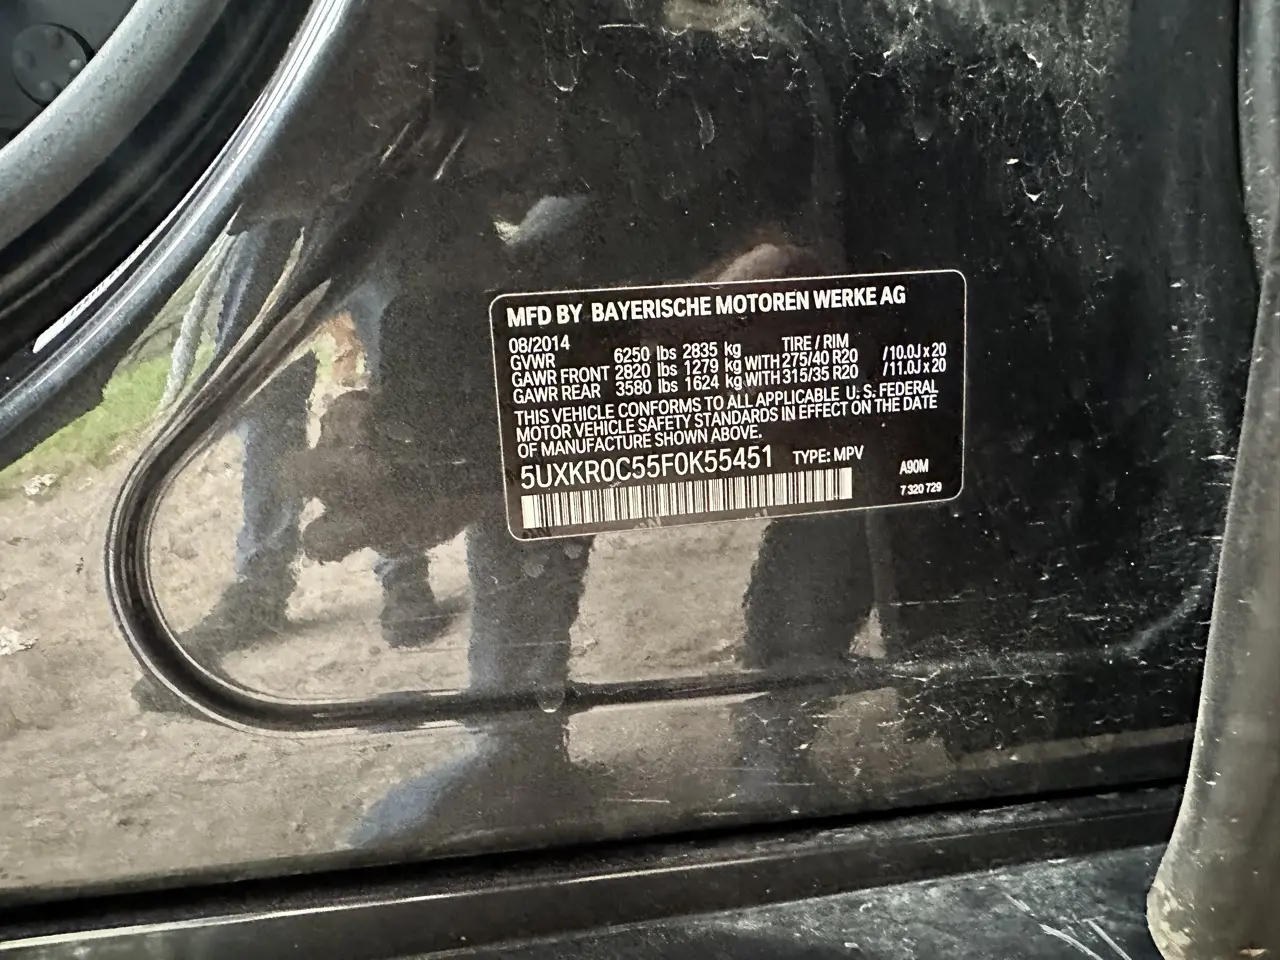 MFD BY BAYERISCHE MOTOREN WERKE AG
08/2014
GVWR 6250 lbs 2835 kg TIRE / RIM
GAWR FRONT 2820 lbs 1279 kg WITH 275/40 R20 /10.0J x 20
GAWR REAR 3580 lbs 1624 kg WITH 315/35 R20 /11.0J x 20
THIS VEHICLE CONFORMS TO ALL APPLICABLE U.S. FEDERAL
MOTOR VEHICLE SAFETY STANDARDS IN EFFECT ON THE DATE
OF MANUFACTURE SHOWN ABOVE.
5UXKR0C55F0K55451 TYPE: MPV A90M
7 320 729